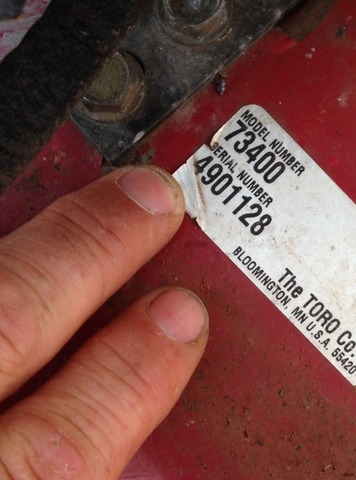 MODEL NUMBER
73400
SERIAL NUMBER
4901128
The TORO Co.
BLOOMINGTON, MN U.S.A. 55420